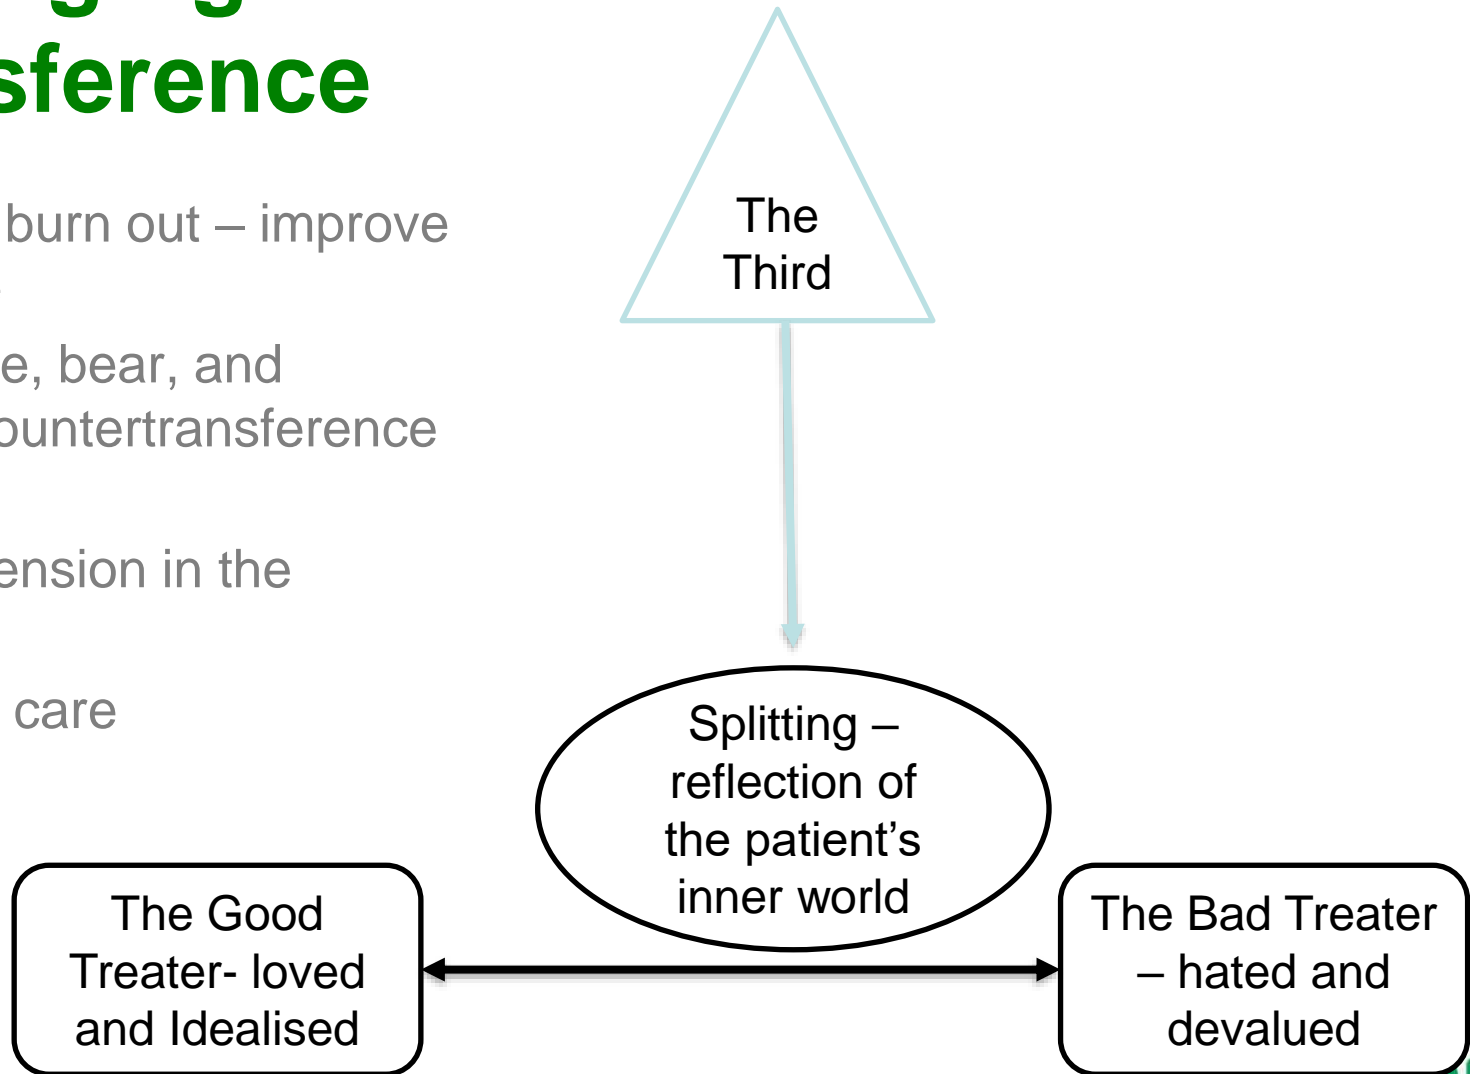 sference
burn out – improve
e, bear, and
ountertransference
ension in the
care
The
Third
Splitting –
reflection of
the patient’s
inner world
The Good
Treater- loved
and Idealised
The Bad Treater
– hated and
devalued